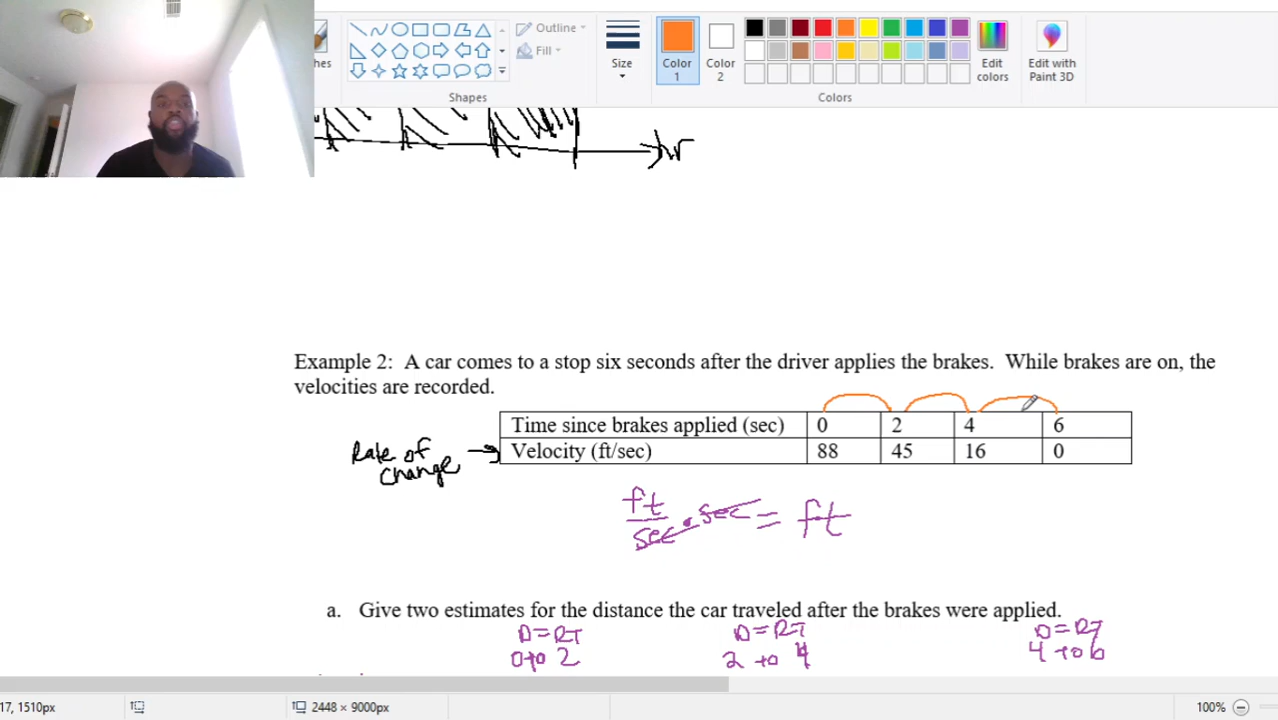 Outline
Fill
hes
Size
Color 1
Color 2
Edit colors
Edit with Paint 3D
Shapes
Colors
hr
Example 2: A car comes to a stop six seconds after the driver applies the brakes. While brakes are on, the
velocities are recorded.
Time since brakes applied (sec) 0 2 4 6
Rate of change
Velocity (ft/sec) 88 45 16 0
ft/sec · sec = ft
a. Give two estimates for the distance the car traveled after the brakes were applied.
D=RT D=RT D=RT
0 to 2 2 to 4 4 to 6
17, 1510px
2448 × 9000px
100%